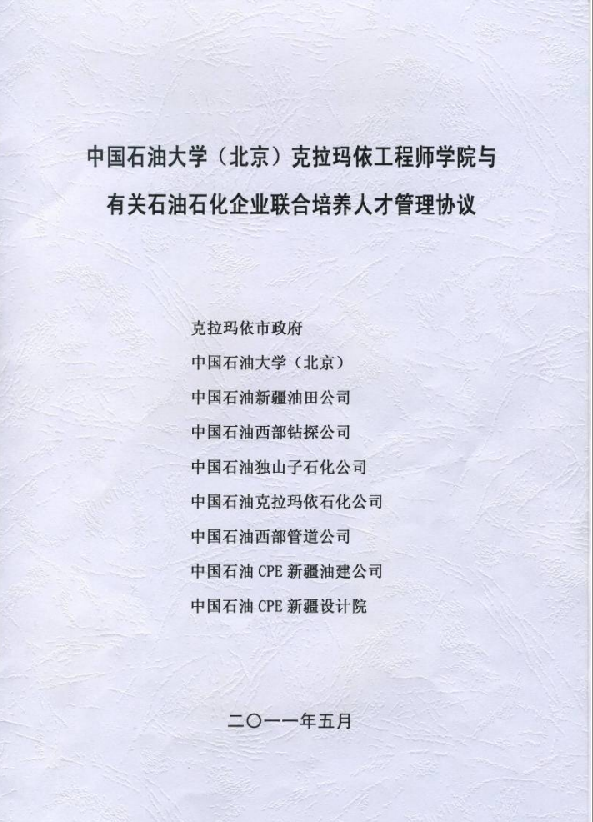 中国石油大学（北京）克拉玛依工程师学院与
有关石油石化企业联合培养人才管理协议
克拉玛依市政府
中国石油大学（北京）
中国石油新疆油田公司
中国石油西部钻探公司
中国石油独山子石化公司
中国石油克拉玛依石化公司
中国石油西部管道公司
中国石油 CPE 新疆油建公司
中国石油 CPE 新疆设计院
二〇一一年五月